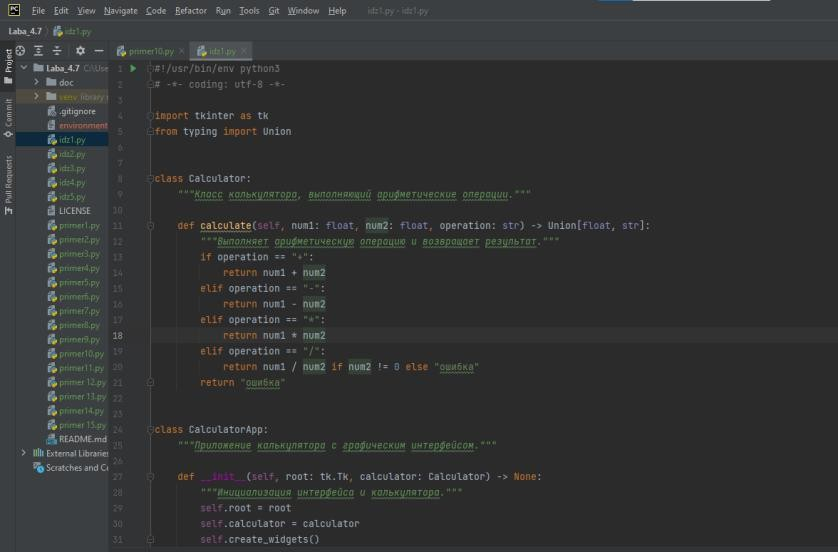 PC File Edit View Navigate Code Refactor Run Tools Git Window Help idz1.py - idz1.py
Laba_4.7 idz1.py
Project
Commit
Pull Requests
Laba_4.7 C:\Use
doc
venv library
.gitignore
environment
idz1.py
idz2.py
idz3.py
idz4.py
idz5.py
LICENSE
primer1.py
primer2.py
primer3.py
primer4.py
primer5.py
primer6.py
primer7.py
primer8.py
primer9.py
primer10.py
primer11.py
primer 12.py
primer 13.py
primer14.py
primer 15.py
README.md
External Libraries
Scratches and Co
primer10.py idz1.py
1 #!/usr/bin/env python3
2 # -*- coding: utf-8 -*-
3
4 import tkinter as tk
5 from typing import Union
6
7
8 class Calculator:
9 """Класс калькулятора, выполняющий арифметические операции."""
10
11 def calculate(self, num1: float, num2: float, operation: str) -> Union[float, str]:
12 """Выполняет арифметическую операцию и возвращает результат."""
13 if operation == "+":
14 return num1 + num2
15 elif operation == "-":
16 return num1 - num2
17 elif operation == "*":
18 return num1 * num2
19 elif operation == "/":
20 return num1 / num2 if num2 != 0 else "ошибка"
21 return "ошибка"
22
23
24 class CalculatorApp:
25 """Приложение калькулятора с графическим интерфейсом."""
26
27 def __init__(self, root: tk.Tk, calculator: Calculator) -> None:
28 """Инициализация интерфейса и калькулятора."""
29 self.root = root
30 self.calculator = calculator
31 self.create_widgets()